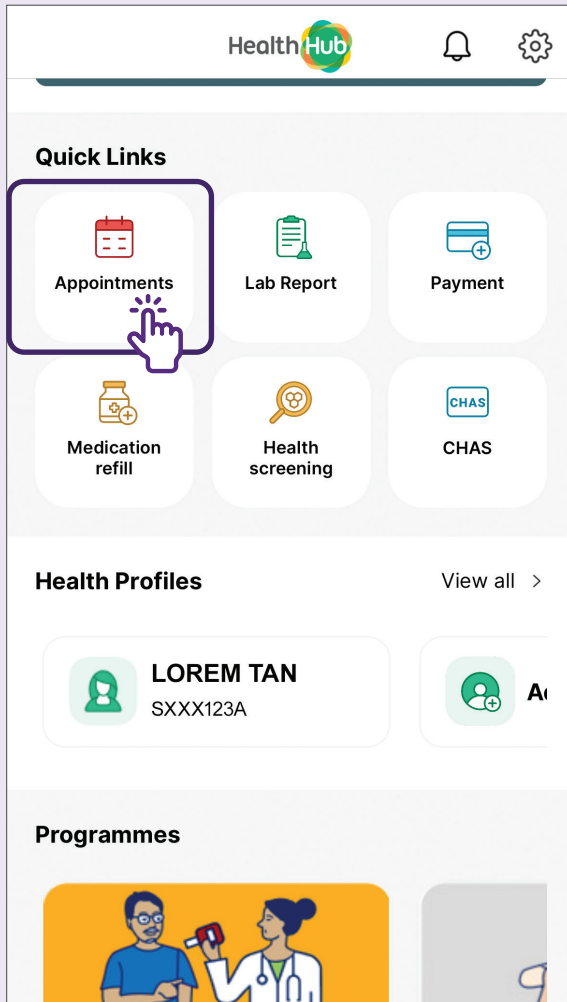 HealthHub
Quick Links
Appointments
Lab Report
Payment
Medication
refill
Health
screening
CHAS
CHAS
Health Profiles
View all >
LOREM TAN
SXXX123A
Programmes